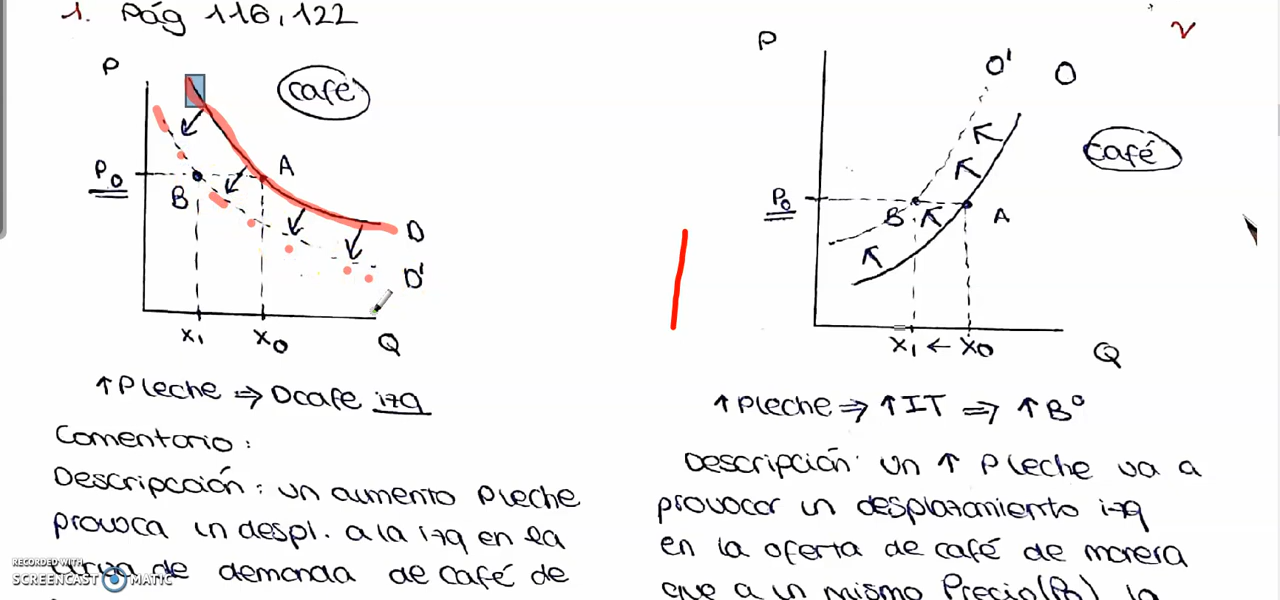 1. Pág 116, 122
P
café
P₀
A
B
D
D'
X₁
X₀
Q
↑ P leche ⇒ Dcafe izq
Comentario:
Descripcción: un aumento P leche
provoca un despl. a la izq en la
curva de demanda de café de
P
O'
O
café
P₀
B
A
X₁ ← X₀
Q
↑ P leche ⇒ ↑ IT ⇒ ↑ Bº
Descripción: un ↑ P leche va a
provocar un desplazamiento izq
en la oferta de café de manera
que a un mismo Precio (P₀) la
RECORDED WITH
SCREENCAST MATIC